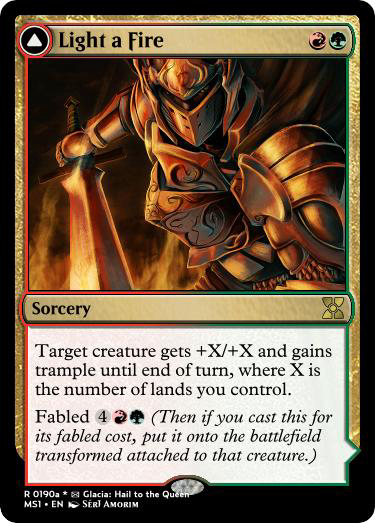 Light a Fire
Sorcery
Target creature gets +X/+X and gains
trample until end of turn, where X is
the number of lands you control.
Fabled 4 (Then if you cast this for
its fabled cost, put it onto the battlefield
transformed attached to that creature.)
R 0190a * Glacia: Hail to the Queen
MS1 • EN Serj Amorim